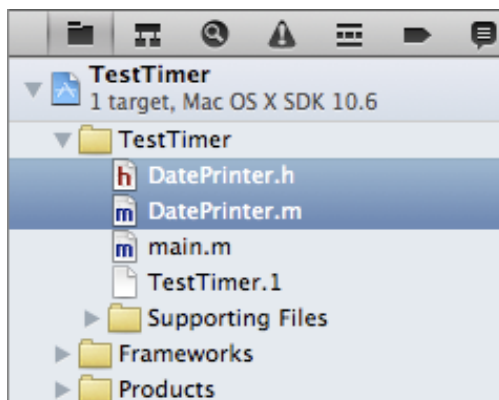 TestTimer
1 target, Mac OS X SDK 10.6
TestTimer
h DatePrinter.h
m DatePrinter.m
m main.m
TestTimer.1
Supporting Files
Frameworks
Products